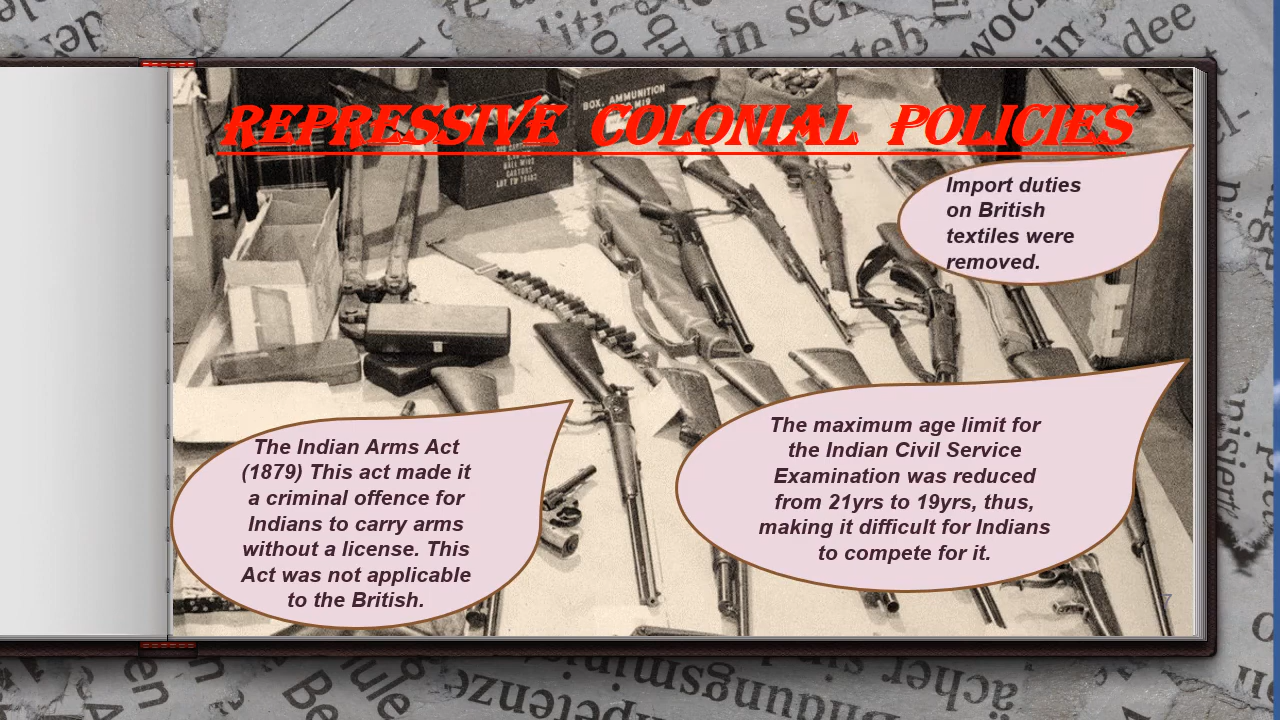 REPRESSIVE COLONIAL POLICIES
BOX, AMMUNITION
Import duties
on British
textiles were
removed.
The Indian Arms Act
(1879) This act made it
a criminal offence for
Indians to carry arms
without a license. This
Act was not applicable
to the British.
The maximum age limit for
the Indian Civil Service
Examination was reduced
from 21yrs to 19yrs, thus,
making it difficult for Indians
to compete for it.
7